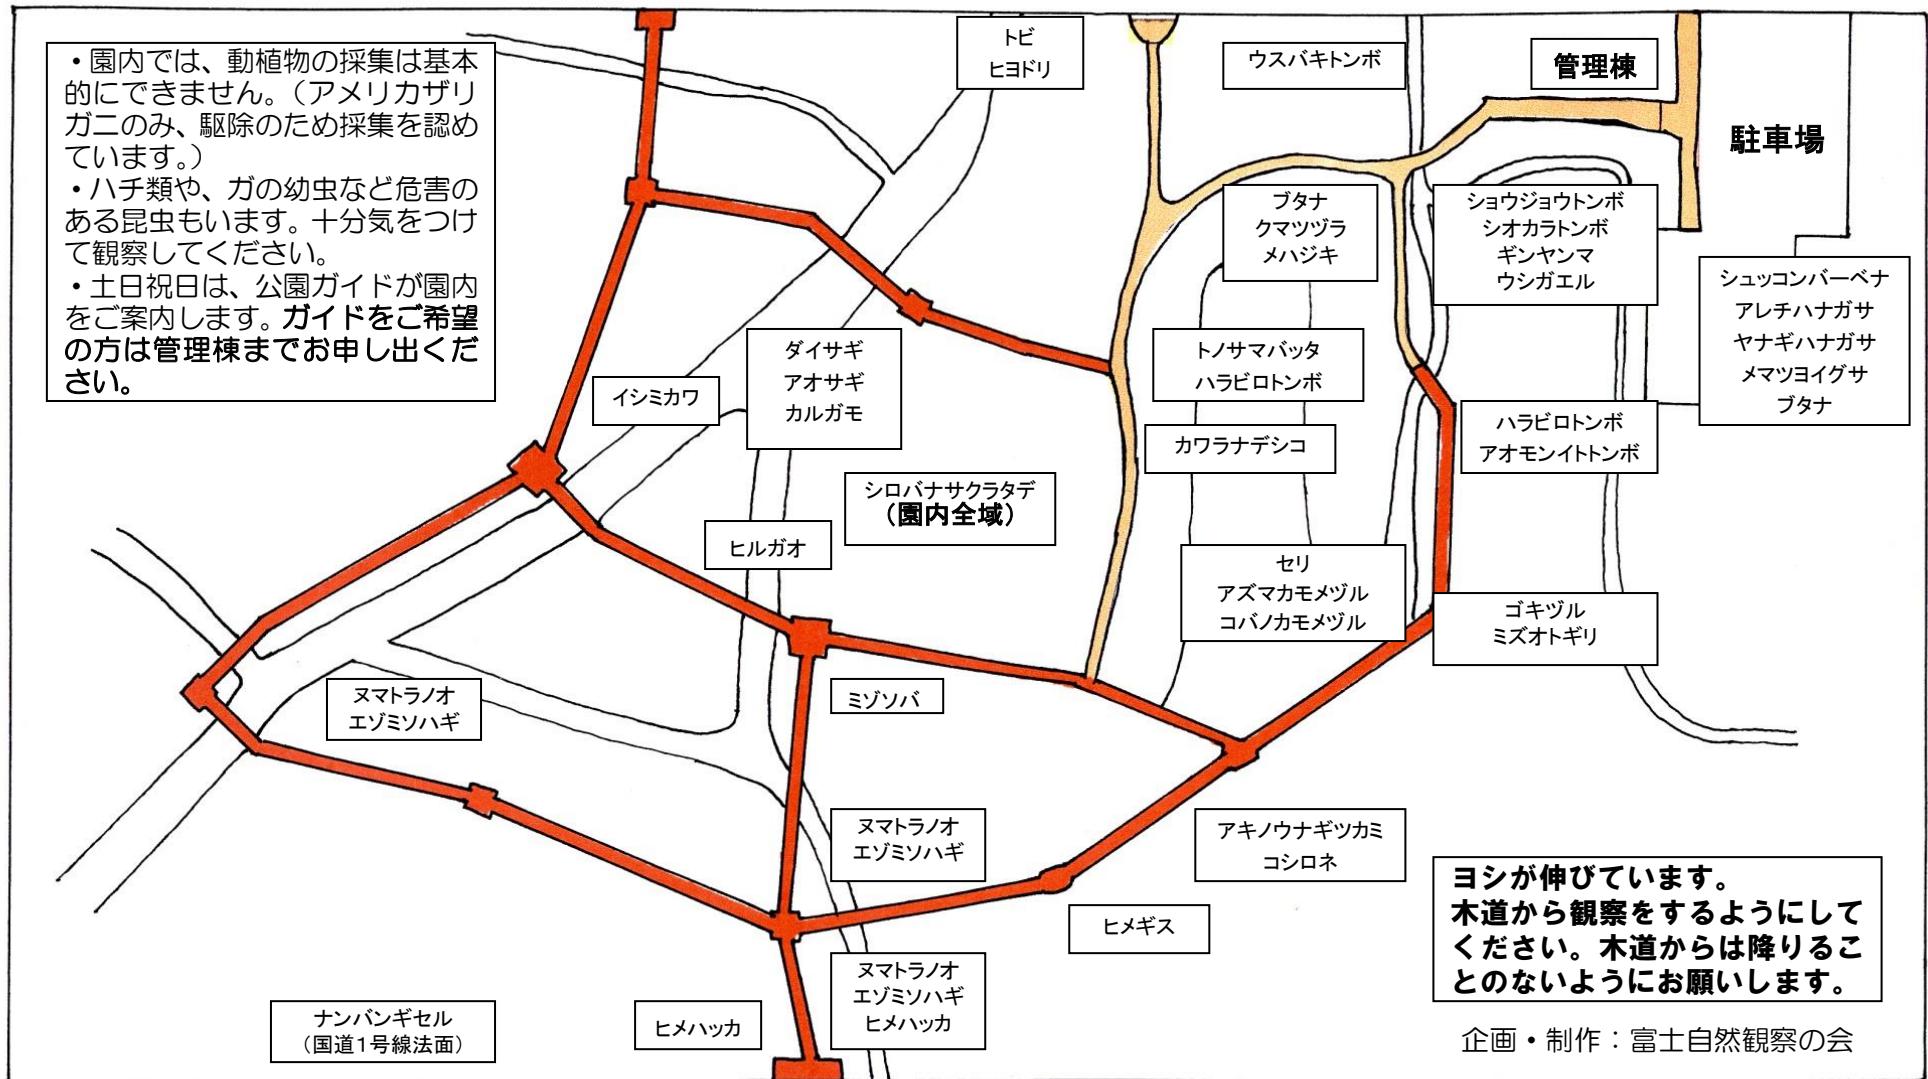 ・園内では、動植物の採集は基本
的にできません。（アメリカザリ
ガニのみ、駆除のため採集を認め
ています。）
・ハチ類や、ガの幼虫など危害の
ある昆虫もいます。十分気をつけ
て観察してください。
・土日祝日は、公園ガイドが園内
をご案内します。ガイドをご希望
の方は管理棟までお申し出くだ
さい。
トビ
ヒヨドリ
ウスバキトンボ
管理棟
駐車場
ブタナ
クマツヅラ
メハジキ
ショウジョウトンボ
シオカラトンボ
ギンヤンマ
ウシガエル
シュッコンバーベナ
アレチハナガサ
ヤナギハナガサ
メマツヨイグサ
ブタナ
ダイサギ
アオサギ
カルガモ
イシミカワ
トノサマバッタ
ハラビロトンボ
カワラナデシコ
ハラビロトンボ
アオモンイトトンボ
シロバナサクラタデ
（園内全域）
ヒルガオ
セリ
アズマカモメヅル
コバノカモメヅル
ゴキヅル
ミズオトギリ
ヌマトラノオ
エゾミソハギ
ミゾソバ
ヌマトラノオ
エゾミソハギ
アキノウナギツカミ
コシロネ
ヒメギス
ヨシが伸びています。
木道から観察をするようにして
ください。木道からは降りるこ
とのないようにお願いします。
ヌマトラノオ
エゾミソハギ
ヒメハッカ
ヒメハッカ
ナンバンギセル
（国道1号線法面）
企画・制作：富士自然観察の会